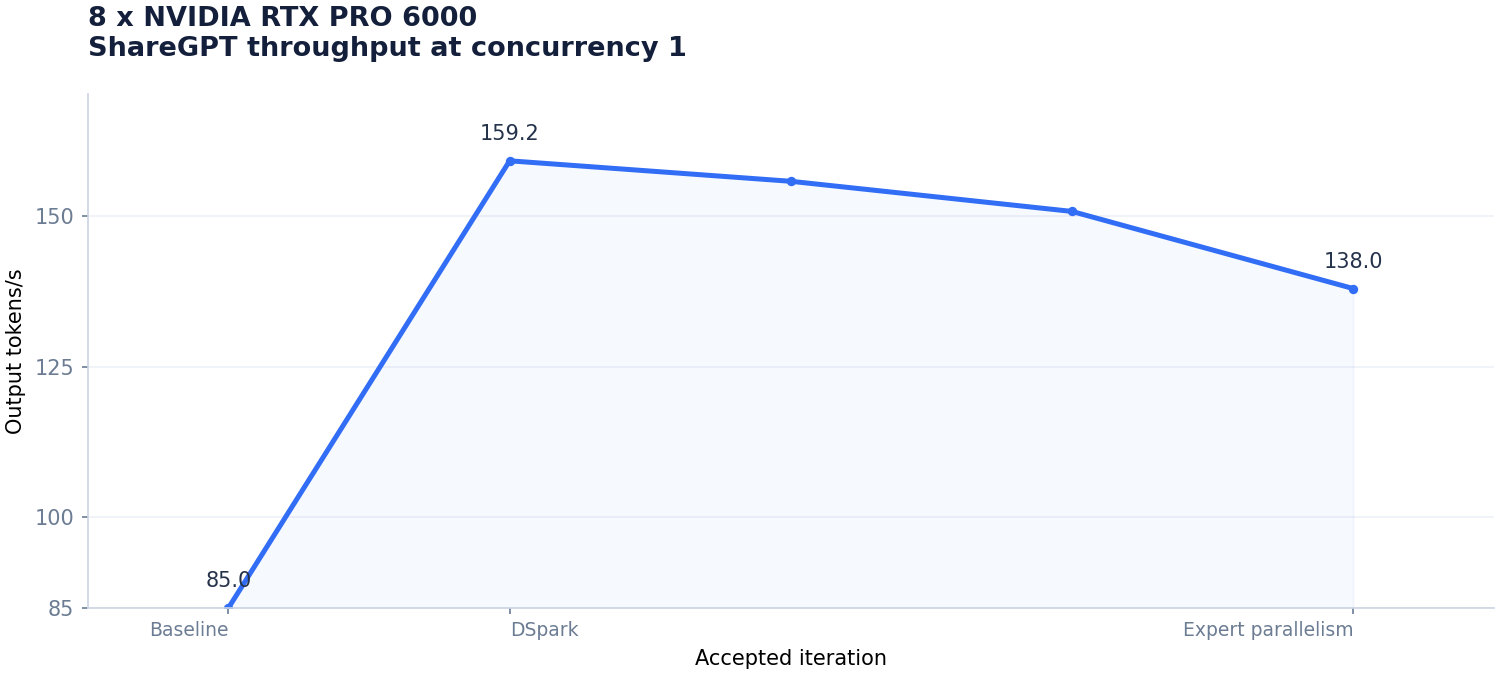 8 x NVIDIA RTX PRO 6000
ShareGPT throughput at concurrency 1
159.2
150
138.0
Output tokens/s
125
100
85.0
85
Baseline
DSpark
Expert parallelism
Accepted iteration